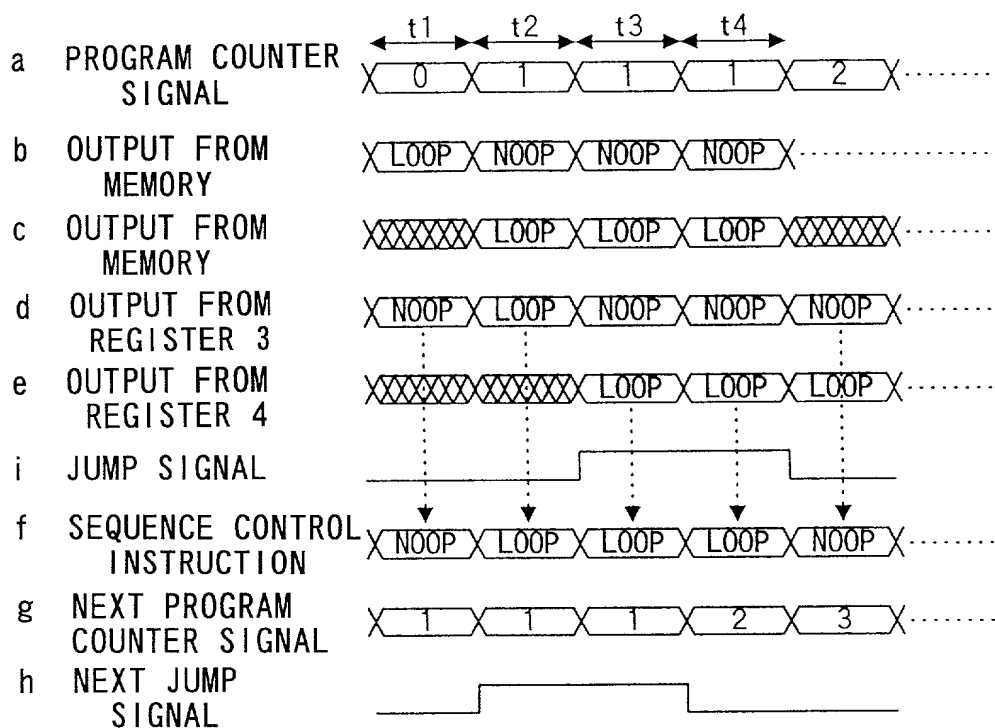 t1 t2 t3 t4
a PROGRAM COUNTER SIGNAL 0 1 1 1 2
b OUTPUT FROM MEMORY LOOP NOOP NOOP NOOP
c OUTPUT FROM MEMORY LOOP LOOP LOOP
d OUTPUT FROM REGISTER 3 NOOP LOOP NOOP NOOP NOOP
e OUTPUT FROM REGISTER 4 LOOP LOOP LOOP
i JUMP SIGNAL
f SEQUENCE CONTROL INSTRUCTION NOOP LOOP LOOP LOOP NOOP
g NEXT PROGRAM COUNTER SIGNAL 1 1 1 2 3
h NEXT JUMP SIGNAL